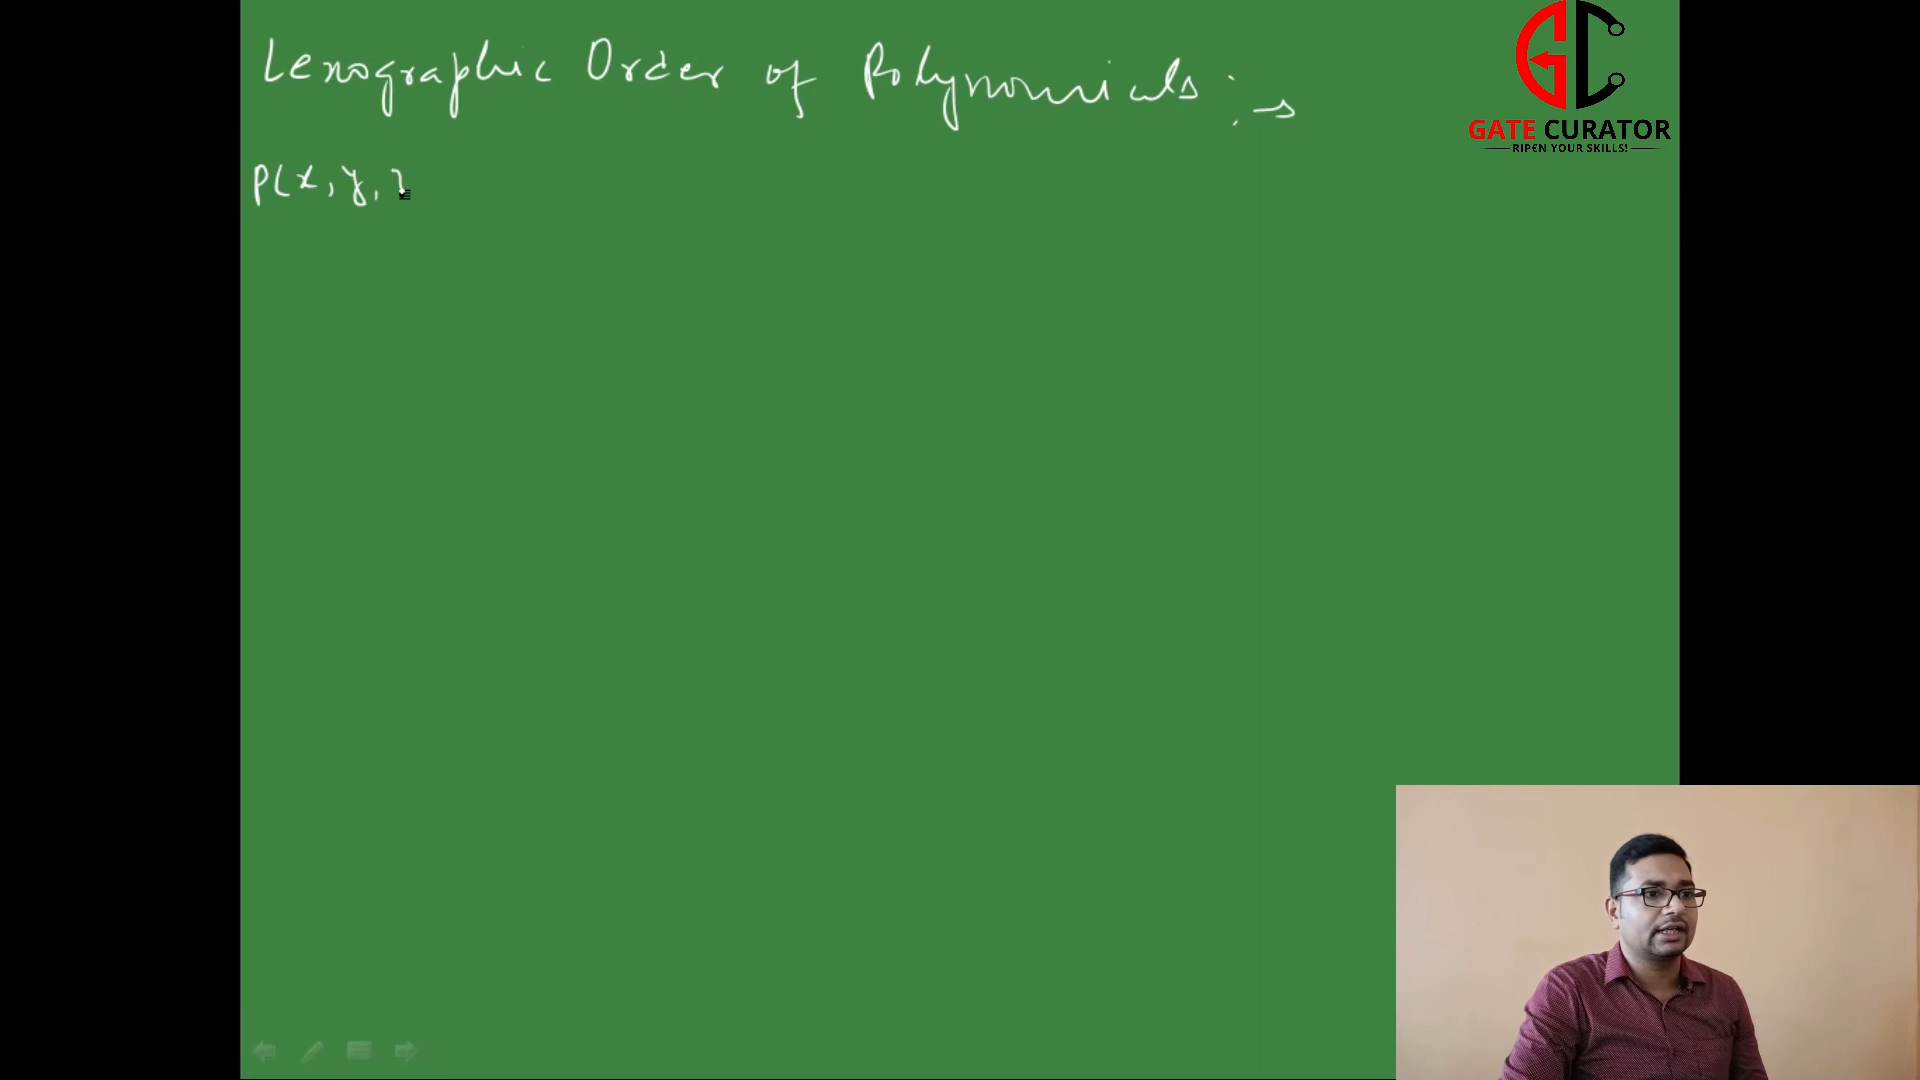 Lexographic Order of Polynomials :→
P(x, y, z
GATE CURATOR
RIPEN YOUR SKILLS!